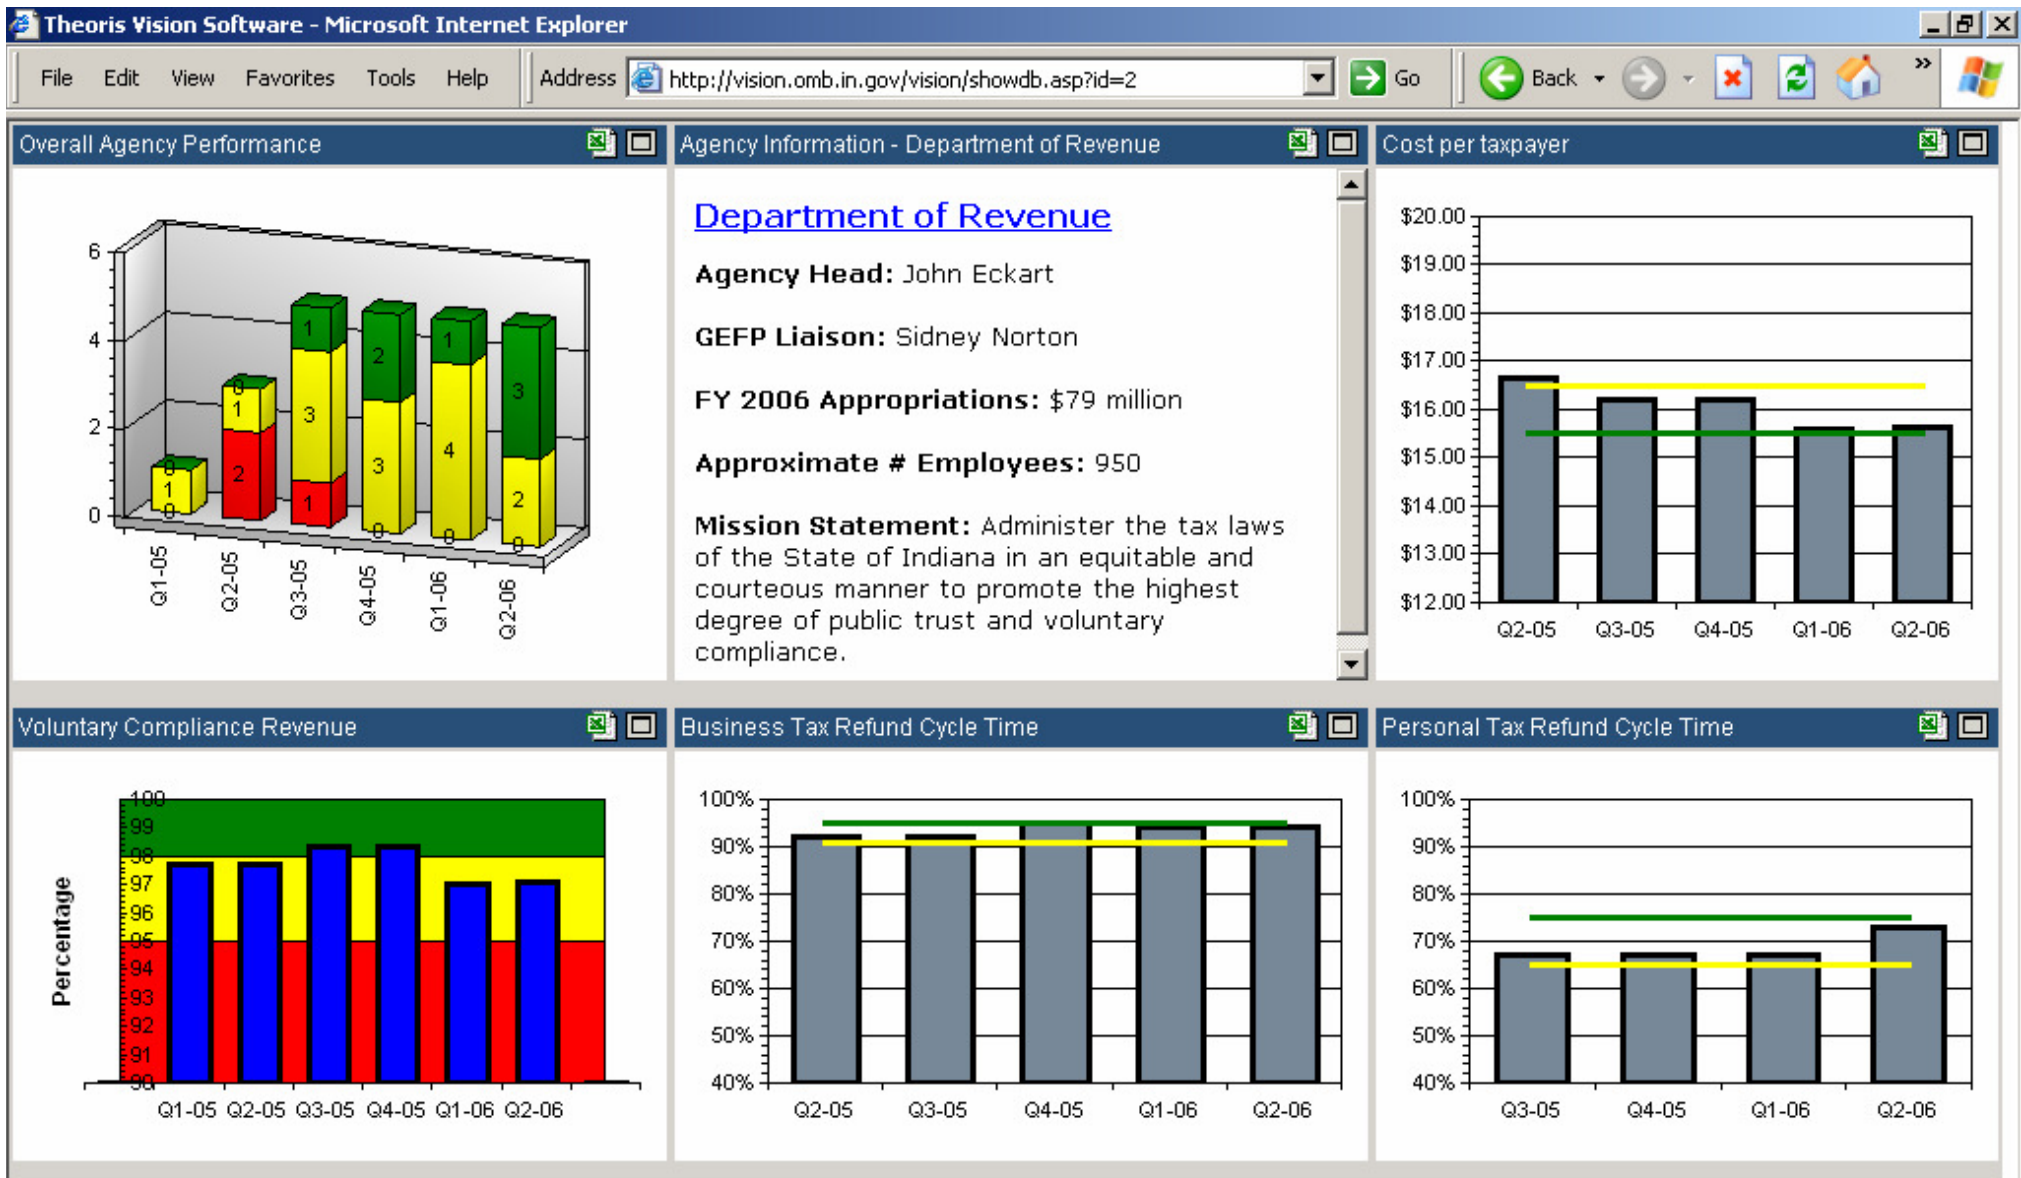 Theoris Vision Software - Microsoft Internet Explorer
File Edit View Favorites Tools Help Address http://vision.omb.in.gov/vision/showdb.asp?id=2 Go Back »
Overall Agency Performance
6
4
2
0
0
1
0
0
1
2
1
3
1
2
3
0
1
4
0
3
2
0
Q1-05 Q2-05 Q3-05 Q4-05 Q1-06 Q2-06
Agency Information - Department of Revenue
Department of Revenue
Agency Head: John Eckart
GEFP Liaison: Sidney Norton
FY 2006 Appropriations: $79 million
Approximate # Employees: 950
Mission Statement: Administer the tax laws
of the State of Indiana in an equitable and
courteous manner to promote the highest
degree of public trust and voluntary
compliance.
Cost per taxpayer
$20.00
$19.00
$18.00
$17.00
$16.00
$15.00
$14.00
$13.00
$12.00
Q2-05 Q3-05 Q4-05 Q1-06 Q2-06
Voluntary Compliance Revenue
Percentage
100
99
98
97
96
95
94
93
92
91
90
Q1-05 Q2-05 Q3-05 Q4-05 Q1-06 Q2-06
Business Tax Refund Cycle Time
100%
90%
80%
70%
60%
50%
40%
Q2-05 Q3-05 Q4-05 Q1-06 Q2-06
Personal Tax Refund Cycle Time
100%
90%
80%
70%
60%
50%
40%
Q3-05 Q4-05 Q1-06 Q2-06